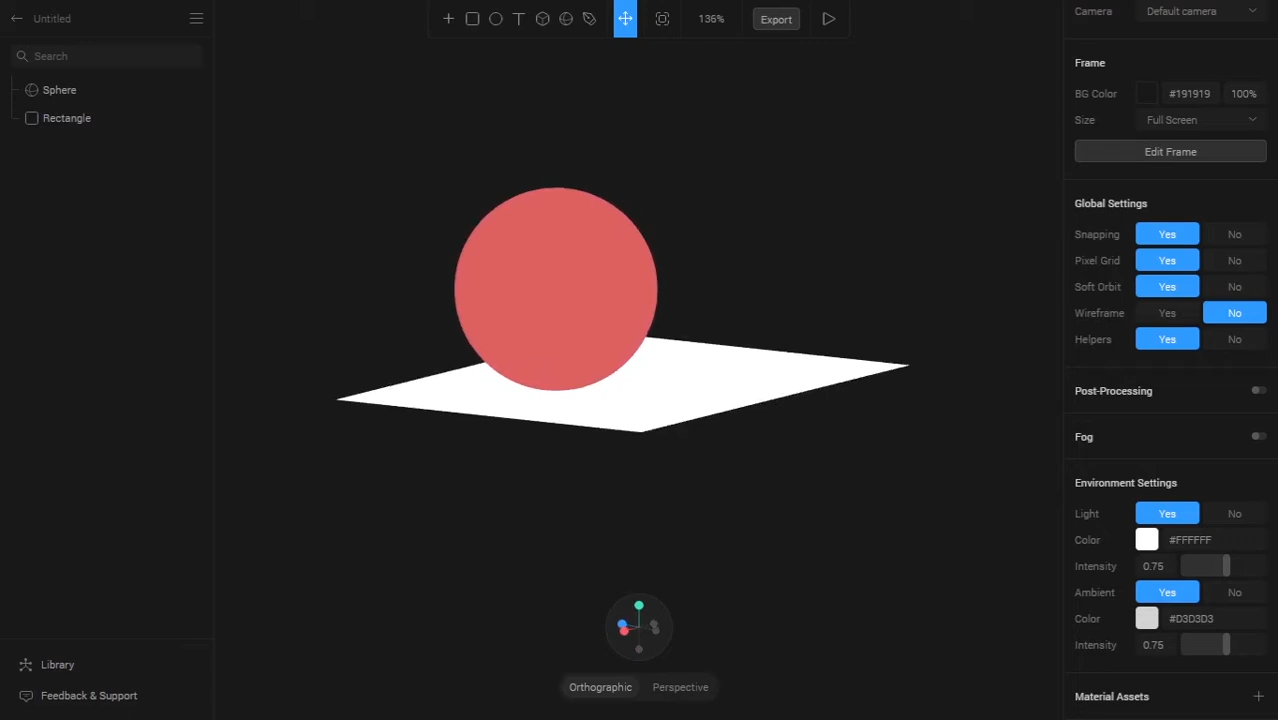 Untitled
Search
Sphere
Rectangle
Library
Feedback & Support
T
136%
Export
Orthographic
Perspective
Camera Default camera
Frame
BG Color #191919 100%
Size Full Screen
Edit Frame
Global Settings
Snapping Yes No
Pixel Grid Yes No
Soft Orbit Yes No
Wireframe Yes No
Helpers Yes No
Post-Processing
Fog
Environment Settings
Light Yes No
Color #FFFFFF
Intensity 0.75
Ambient Yes No
Color #D3D3D3
Intensity 0.75
Material Assets